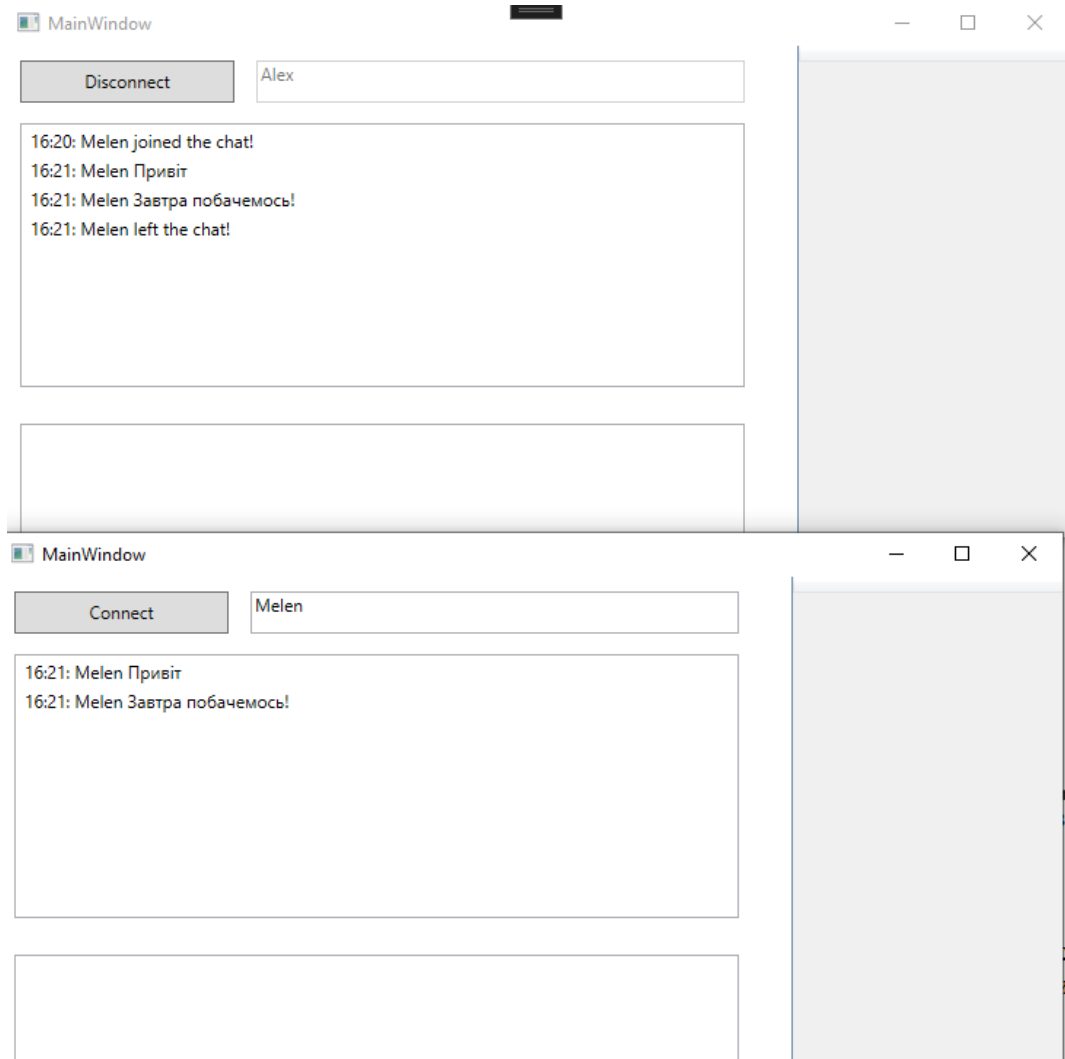 MainWindow
Disconnect
Alex
16:20: Melen joined the chat!
16:21: Melen Привіт
16:21: Melen Завтра побачемось!
16:21: Melen left the chat!
MainWindow
Connect
Melen
16:21: Melen Привіт
16:21: Melen Завтра побачемось!